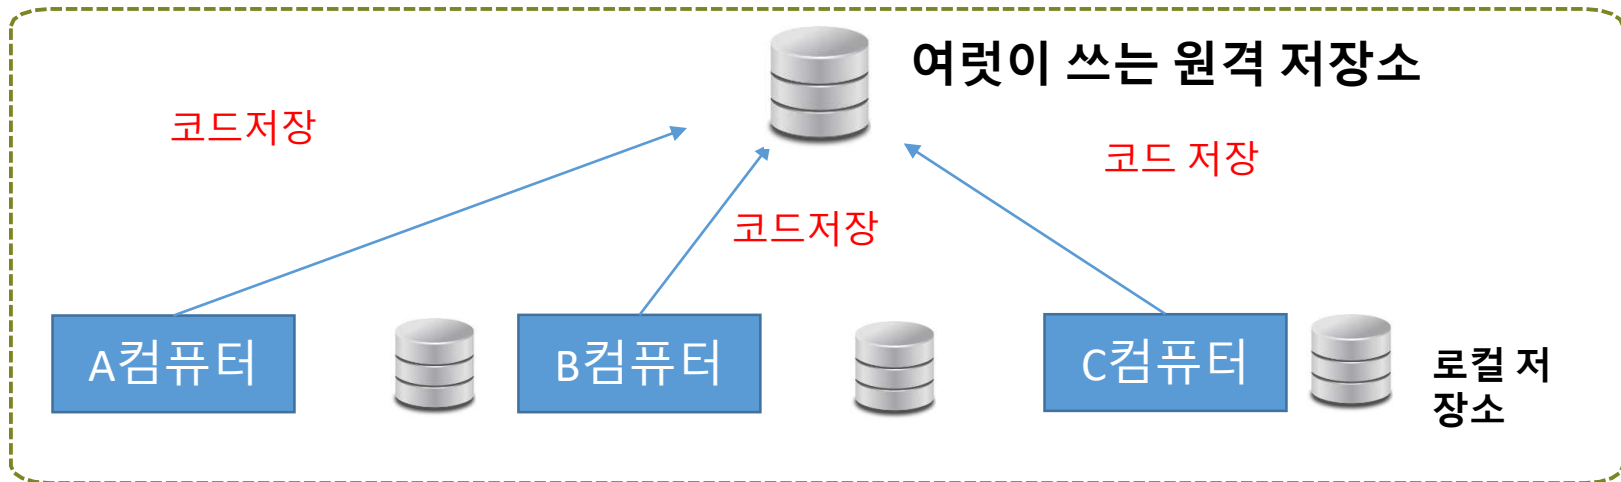 여럿이 쓰는 원격 저장소
코드저장
코드 저장
코드저장
A컴퓨터
B컴퓨터
C컴퓨터
로컬 저
장소